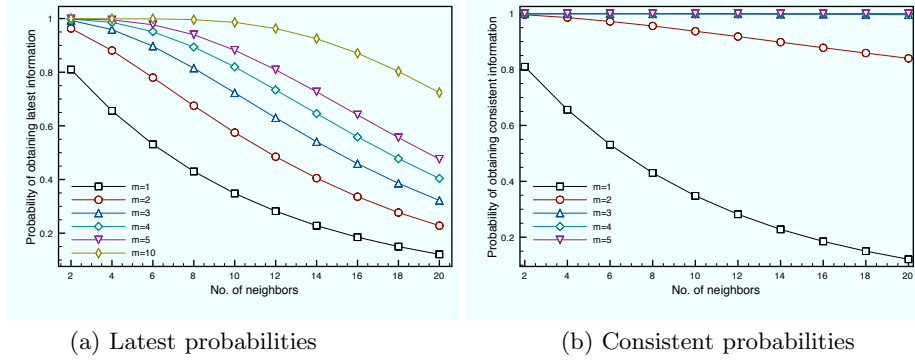 Probability of obtaining latest information
1
0.8
0.6
0.4
0.2
m=1
m=2
m=3
m=4
m=5
m=10
2 4 6 8 10 12 14 16 18 20
No. of neighbors
(a) Latest probabilities
Probability of obtaining consistent information
1
0.8
0.6
0.4
0.2
m=1
m=2
m=3
m=4
m=5
2 4 6 8 10 12 14 16 18 20
No. of neighbors
(b) Consistent probabilities